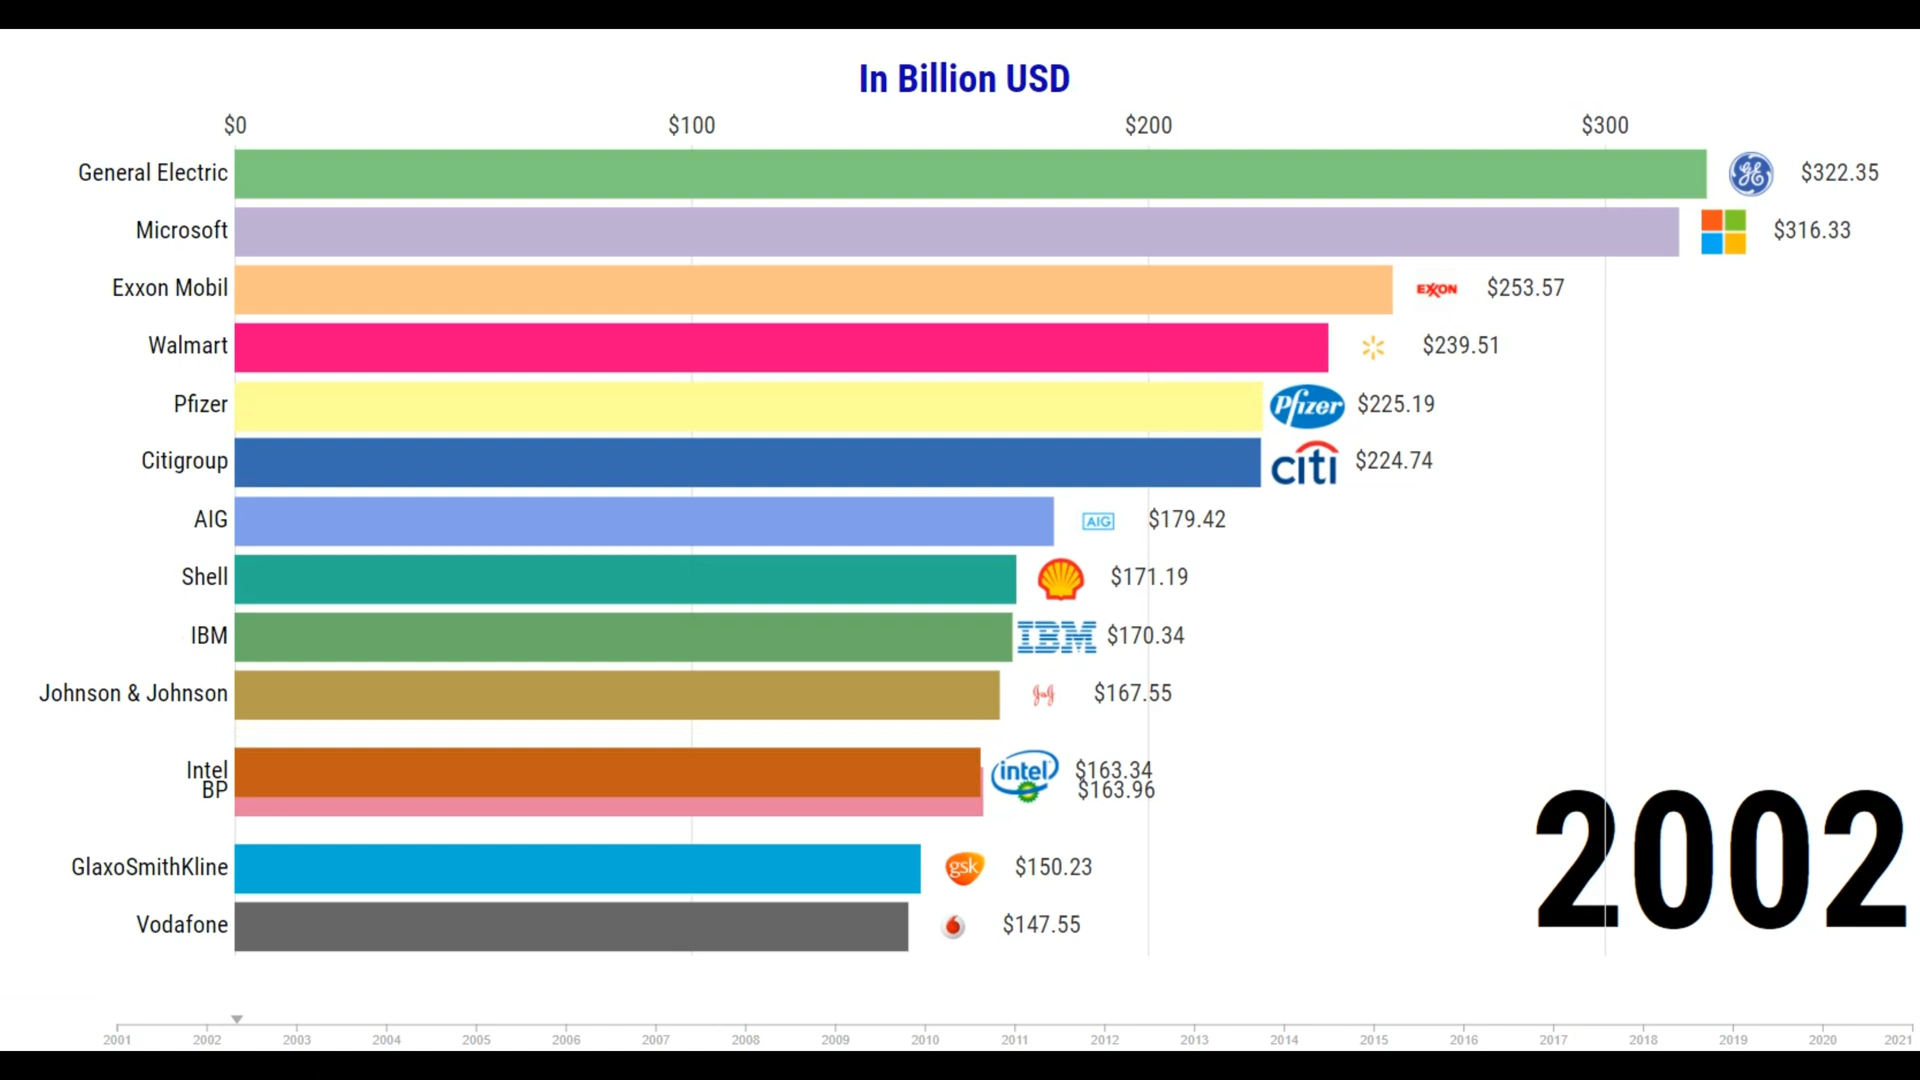 In Billion USD
$0 $100 $200 $300
General Electric GE $322.35
Microsoft $316.33
Exxon Mobil EXXON $253.57
Walmart $239.51
Pfizer Pfizer $225.19
Citigroup citi $224.74
AIG AIG $179.42
Shell $171.19
IBM IBM $170.34
Johnson & Johnson J&J $167.55
Intel intel $163.34
BP $163.96
GlaxoSmithKline gsk $150.23
Vodafone $147.55
2002
2001 2002 2003 2004 2005 2006 2007 2008 2009 2010 2011 2012 2013 2014 2015 2016 2017 2018 2019 2020 2021